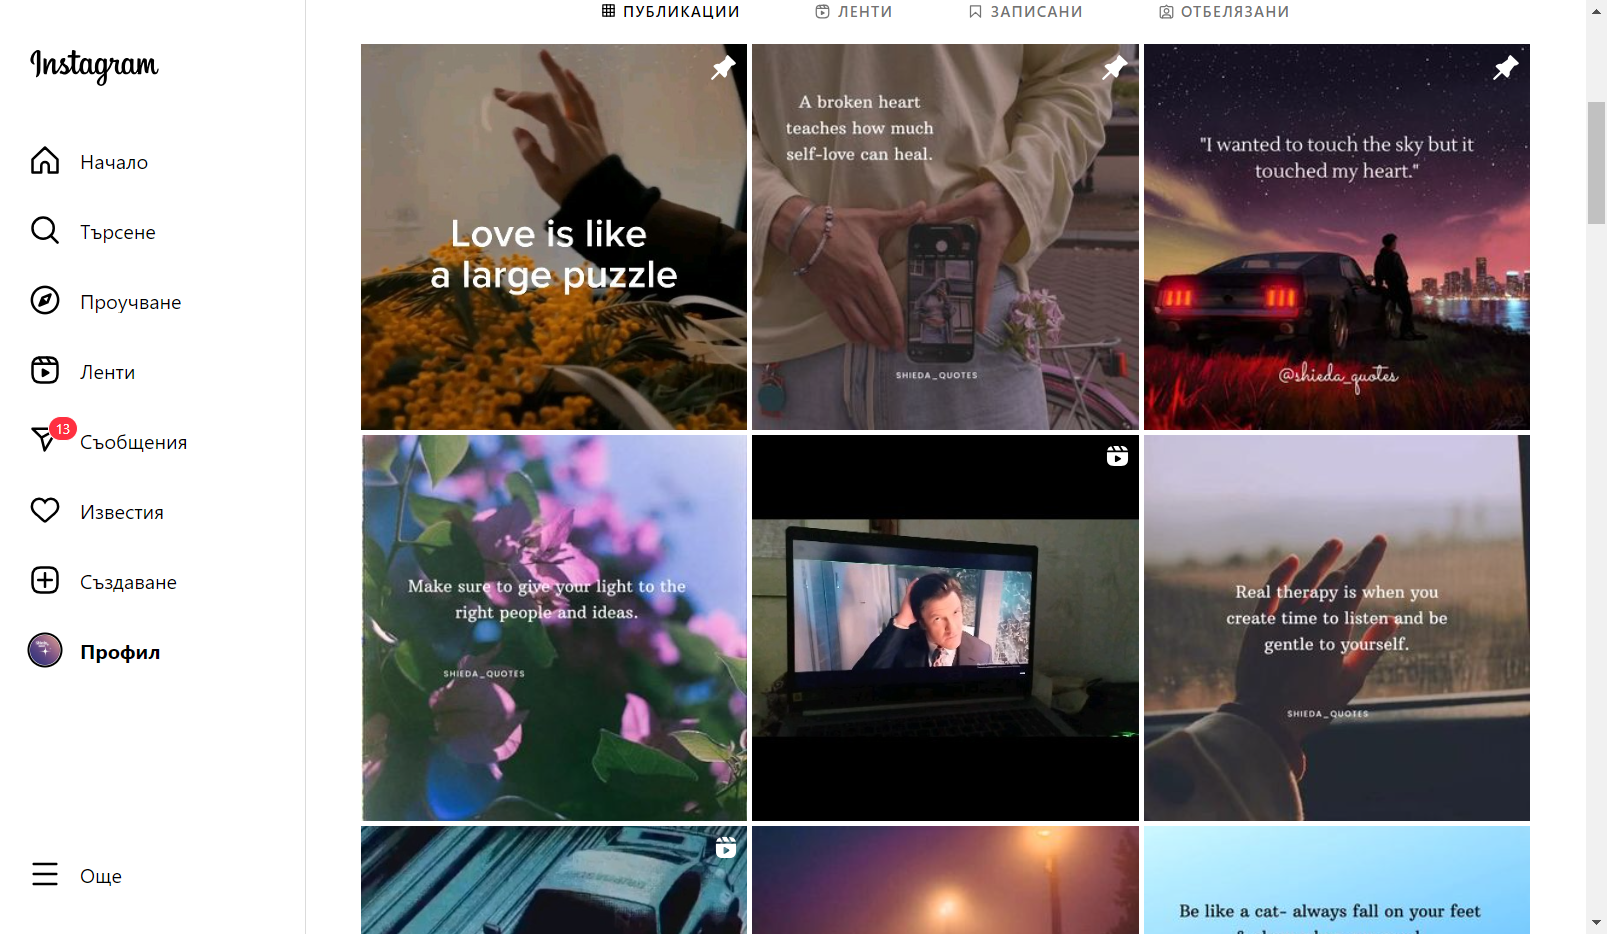 Instagram
Начало
Търсене
Проучване
Ленти
13
Съобщения
Известия
Създаване
Профил
Още
ПУБЛИКАЦИИ
ЛЕНТИ
ЗАПИСАНИ
ОТБЕЛЯЗАНИ
Love is like
a large puzzle
A broken heart
teaches how much
self-love can heal.
SHIEDA_QUOTES
"I wanted to touch the sky but it
touched my heart."
@shieda_quotes
Make sure to give your light to the
right people and ideas.
SHIEDA_QUOTES
Real therapy is when you
create time to listen and be
gentle to yourself.
SHIEDA_QUOTES
Be like a cat- always fall on your feet